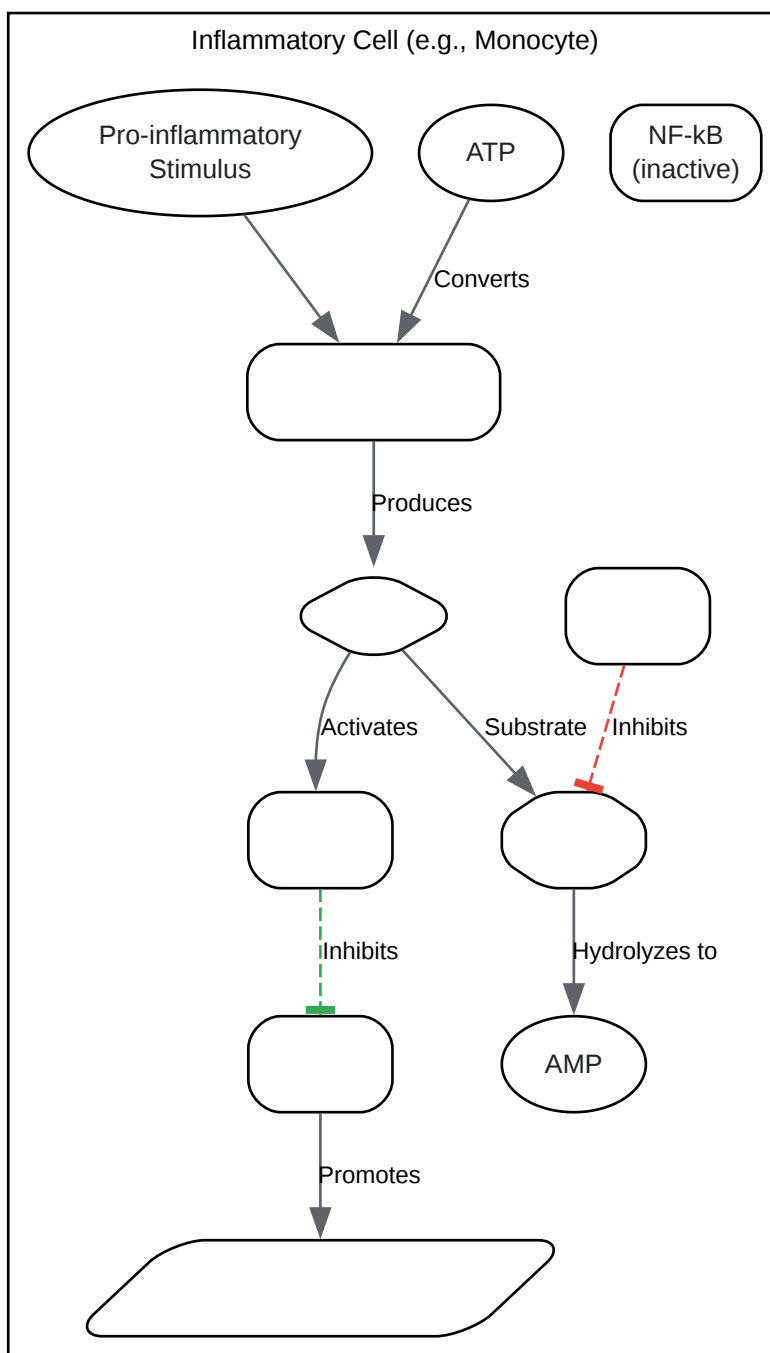 Inflammatory Cell (e.g., Monocyte)
Pro-inflammatory
Stimulus
ATP
NF-kB
(inactive)
Converts
Produces
Activates
Substrate
Inhibits
Inhibits
Hydrolyzes to
AMP
Promotes